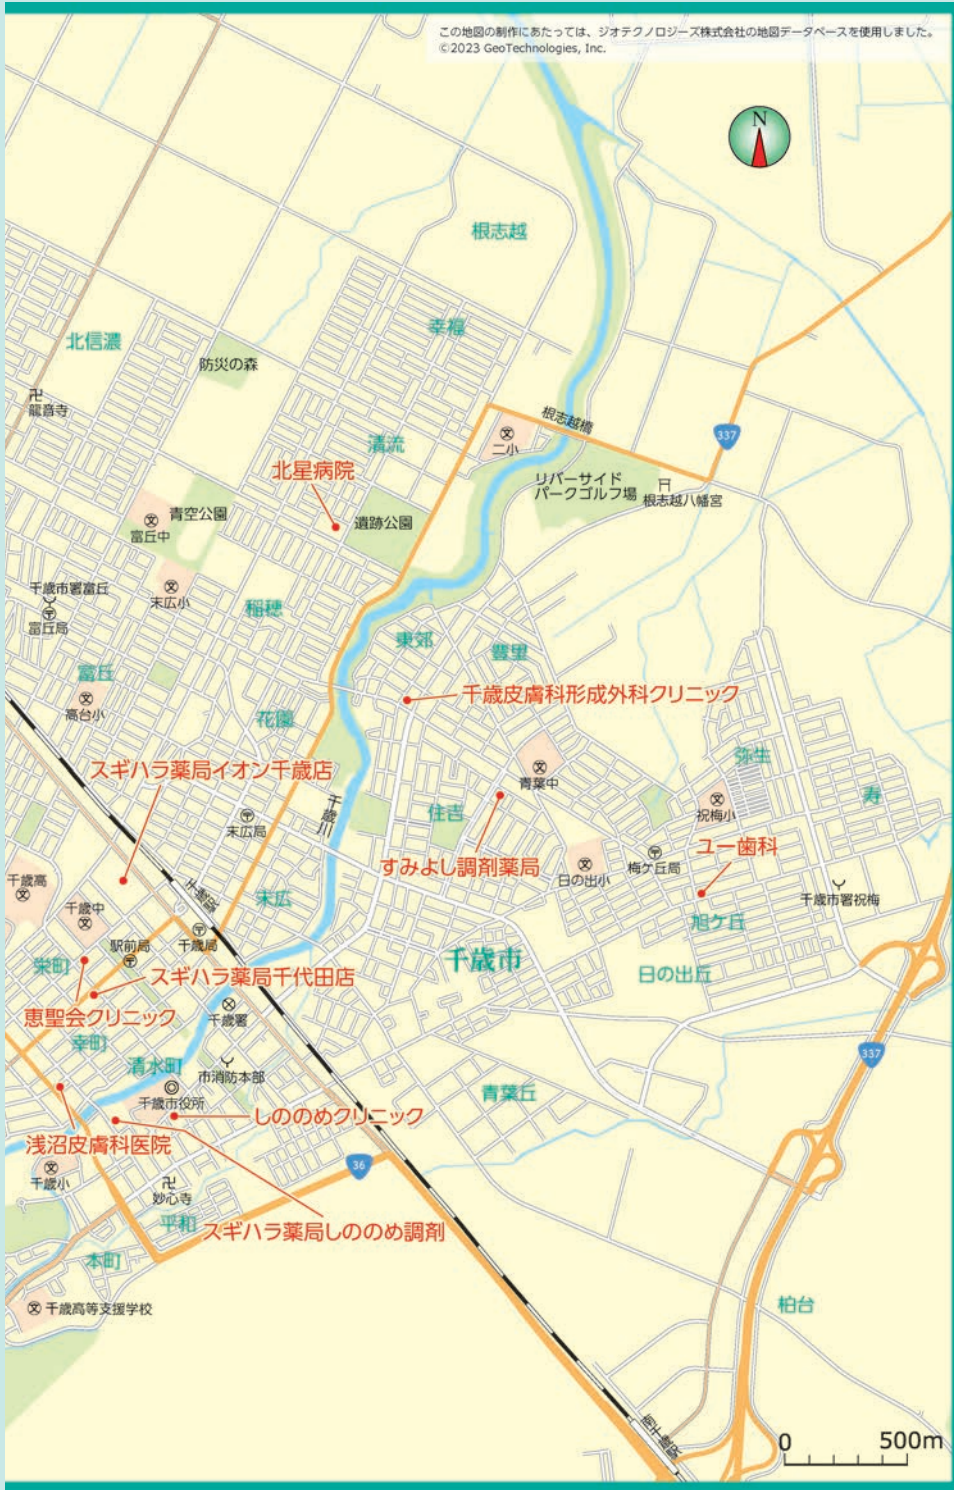 この地図の制作にあたっては、ジオテクノロジーズ株式会社の地図データベースを使用しました。
©2023 GeoTechnologies, Inc.
N
根志越
幸福
北信濃
防災の森
龍音寺
根志越橋
337
二小
清流
北星病院
リバーサイド
パークゴルフ場
根志越八幡宮
遺跡公園
青空公園
富丘中
千歳市署富丘
末広小
富丘局
稲穂
東郊
豊里
富丘
高台小
千歳皮膚科形成外科クリニック
花園
弥生
スギハラ薬局イオン千歳店
青葉中
寿
千歳川
住吉
祝梅小
末広局
ユー歯科
すみよし調剤薬局
梅ケ丘局
日の出小
千歳高
千歳市署祝梅
千歳駅
末広
千歳中
旭ケ丘
駅前局
千歳局
栄町
千歳市
スギハラ薬局千代田店
日の出丘
恵聖会クリニック
千歳署
幸町
337
清水町
市消防本部
青葉丘
千歳市役所
しののめクリニック
浅沼皮膚科医院
36
千歳小
妙心寺
平和
スギハラ薬局しののめ調剤
本町
千歳高等支援学校
柏台
南千歳駅
0 500m